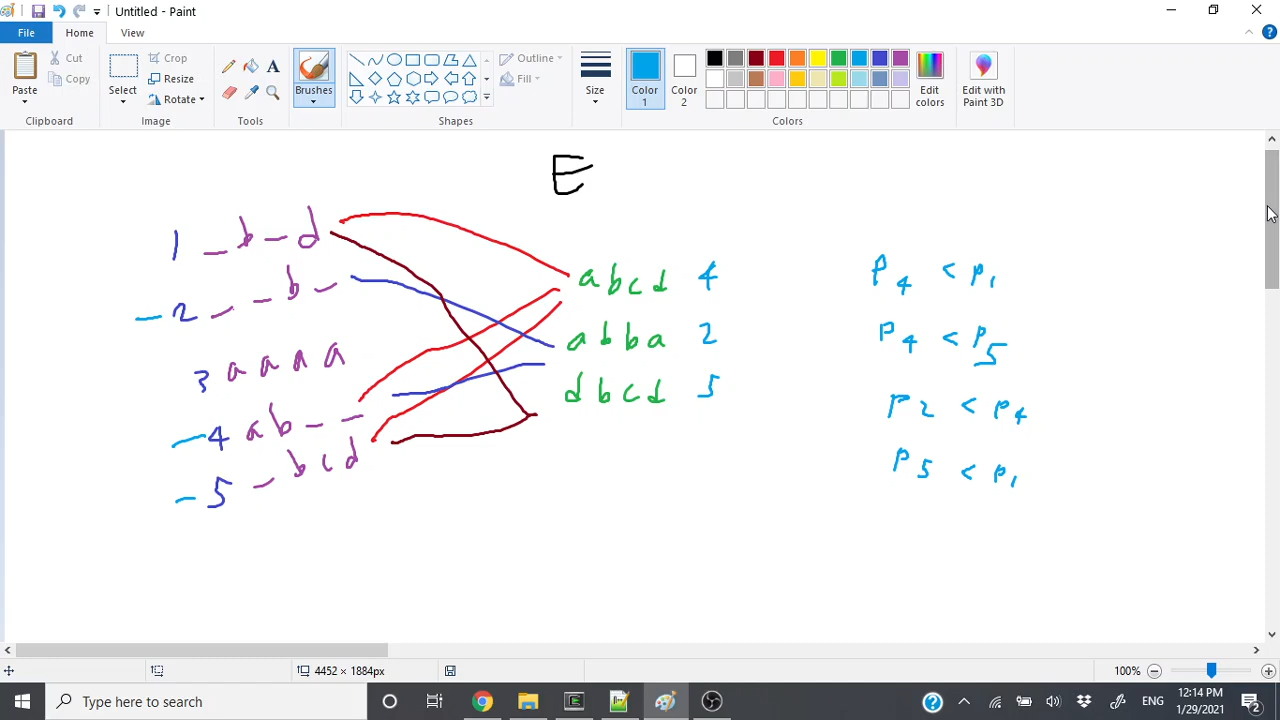 Untitled - Paint
File Home View
Paste Cut Copy Select Crop Resize Rotate Brushes Outline Fill Size Color 1 Color 2 Edit colors Edit with Paint 3D
Clipboard Image Tools Shapes Colors
E
1 _ b _ d
2 _ _ b _
3 a a a a
4 a b _ _
5 _ b c d
a b c d 4
a b b a 2
d b c d 5
P4 < P1
P4 < P5
P2 < P4
P5 < P1
4452 × 1884px
100%
Type here to search
ENG
12:14 PM
1/29/2021
2